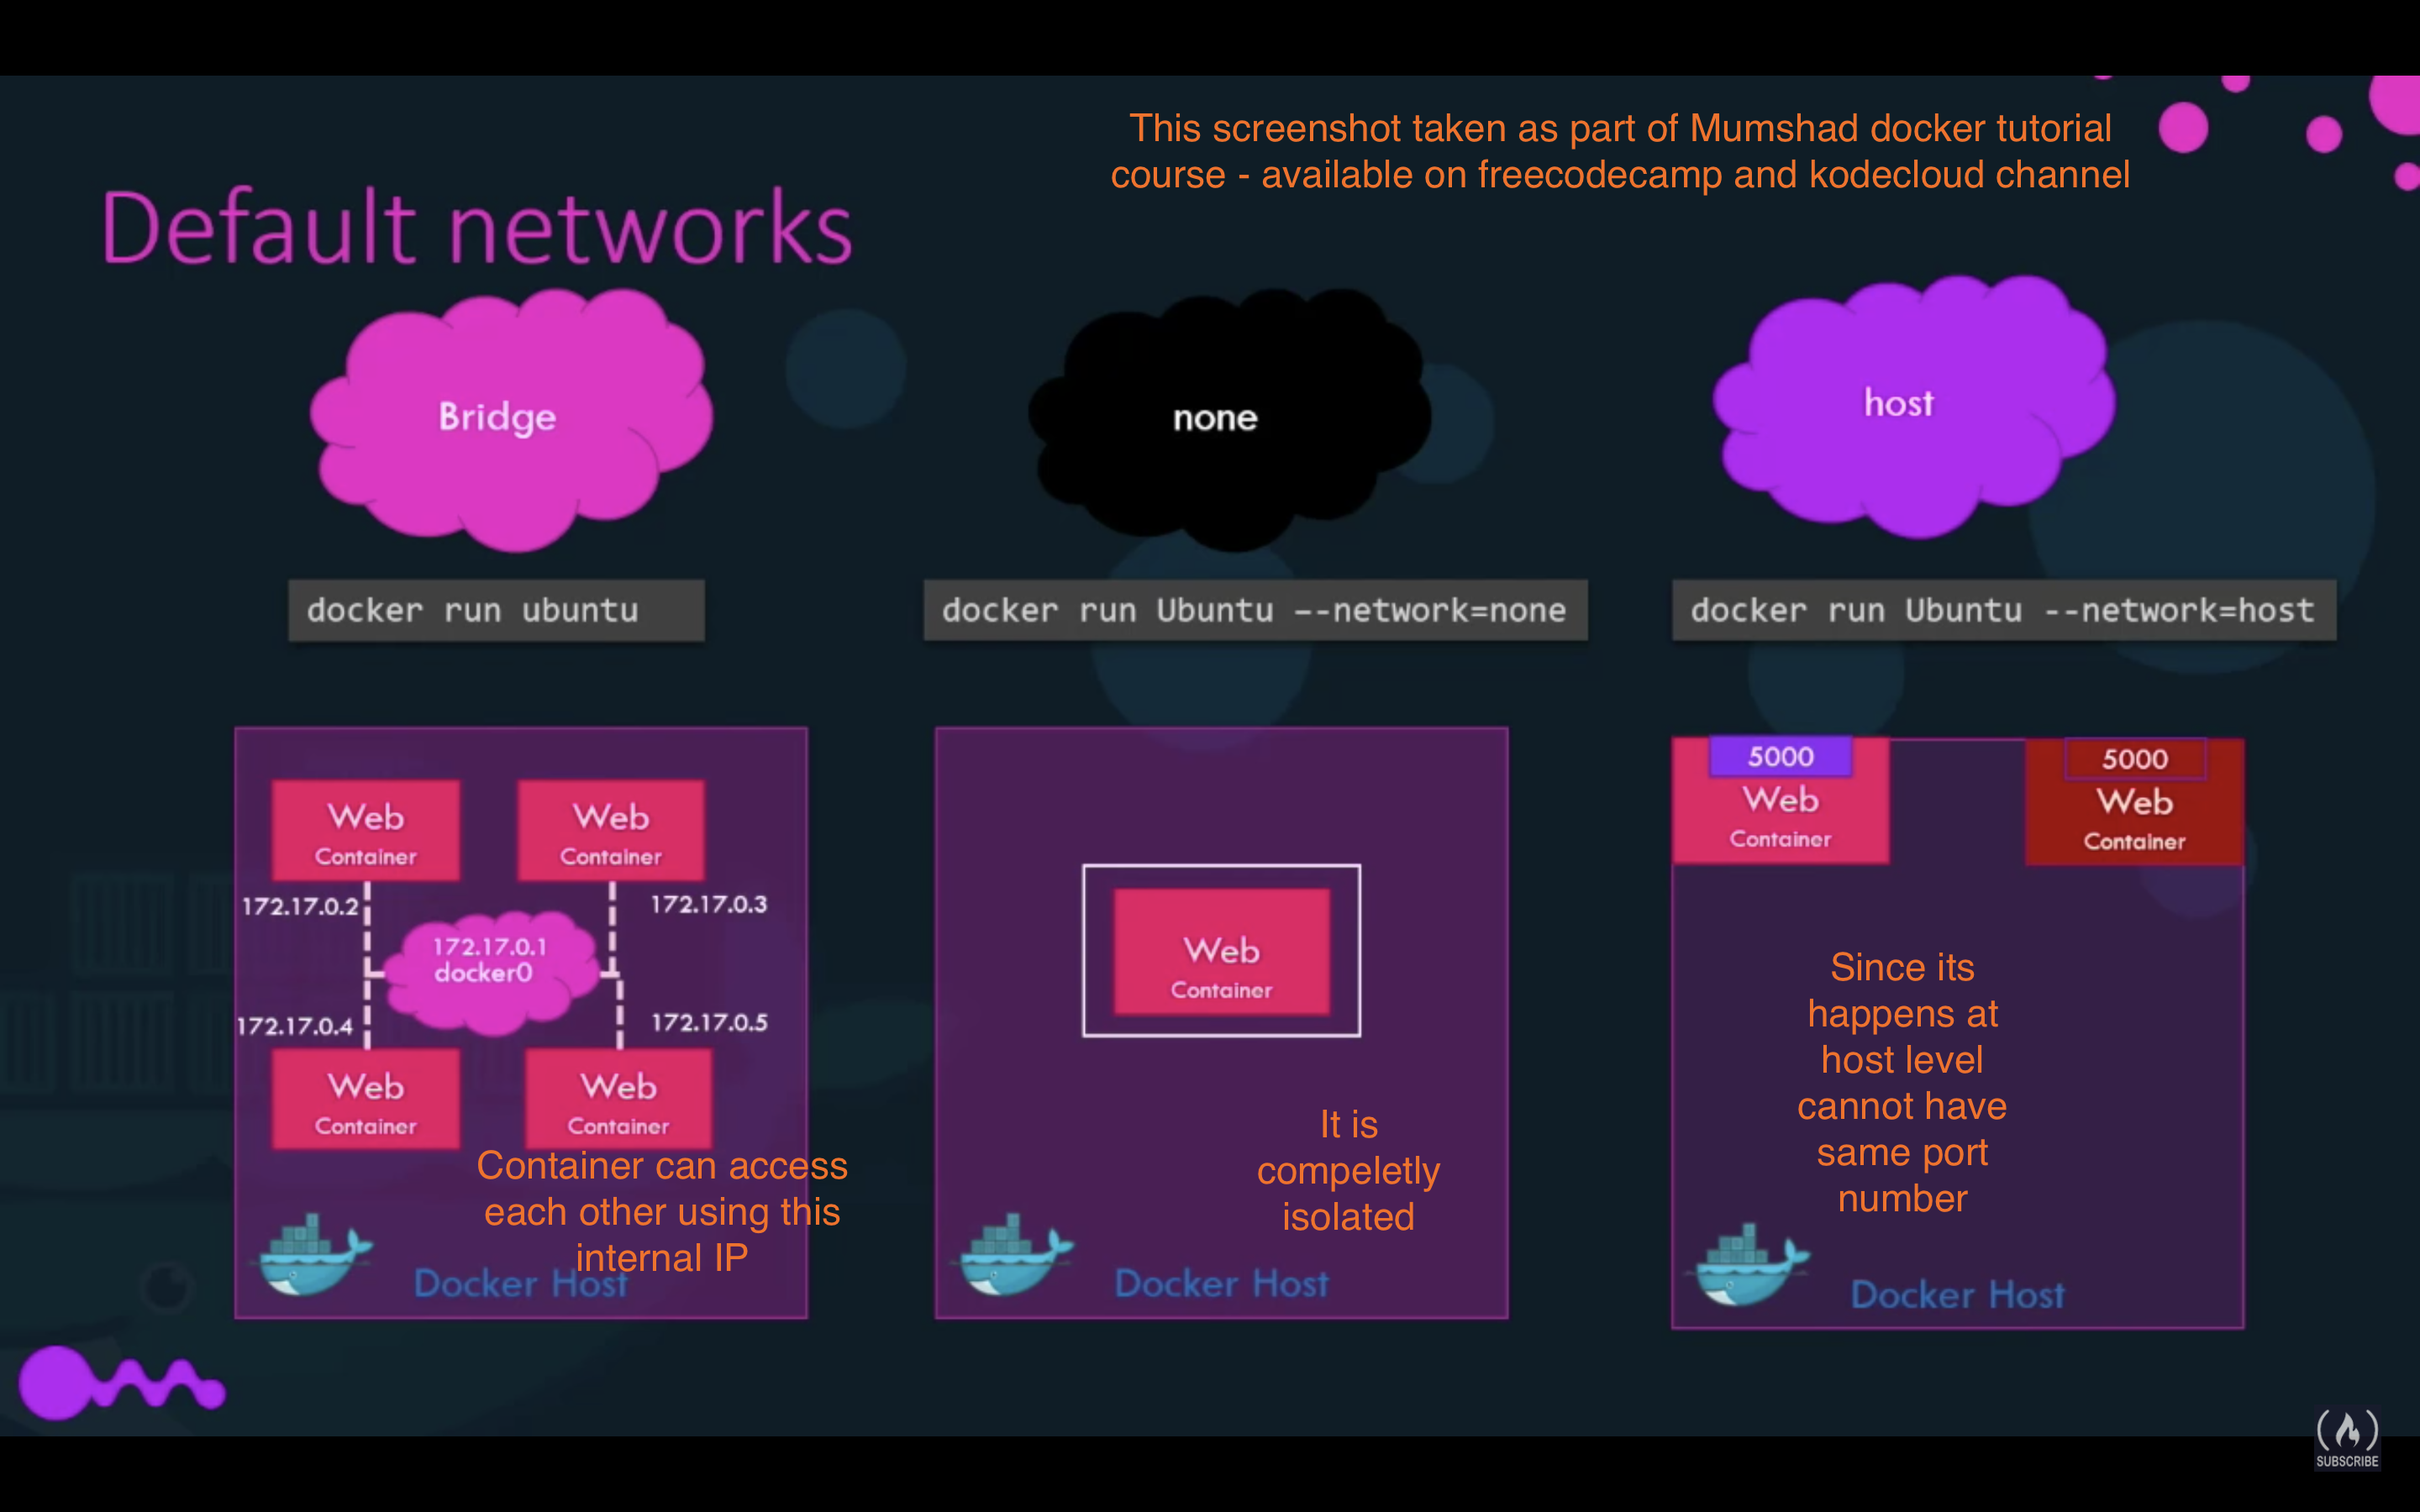 This screenshot taken as part of Mumshad docker tutorial
course - available on freecodecamp and kodecloud channel
Default networks
Bridge
none
host
docker run ubuntu
docker run Ubuntu --network=none
docker run Ubuntu --network=host
Web
Container
Web
Container
172.17.0.2
172.17.0.3
172.17.0.1
docker0
172.17.0.4
172.17.0.5
Web
Container
Web
Container
Container can access
each other using this
internal IP
Docker Host
Web
Container
It is
compeletly
isolated
Docker Host
5000
Web
Container
5000
Web
Container
Since its
happens at
host level
cannot have
same port
number
Docker Host
SUBSCRIBE